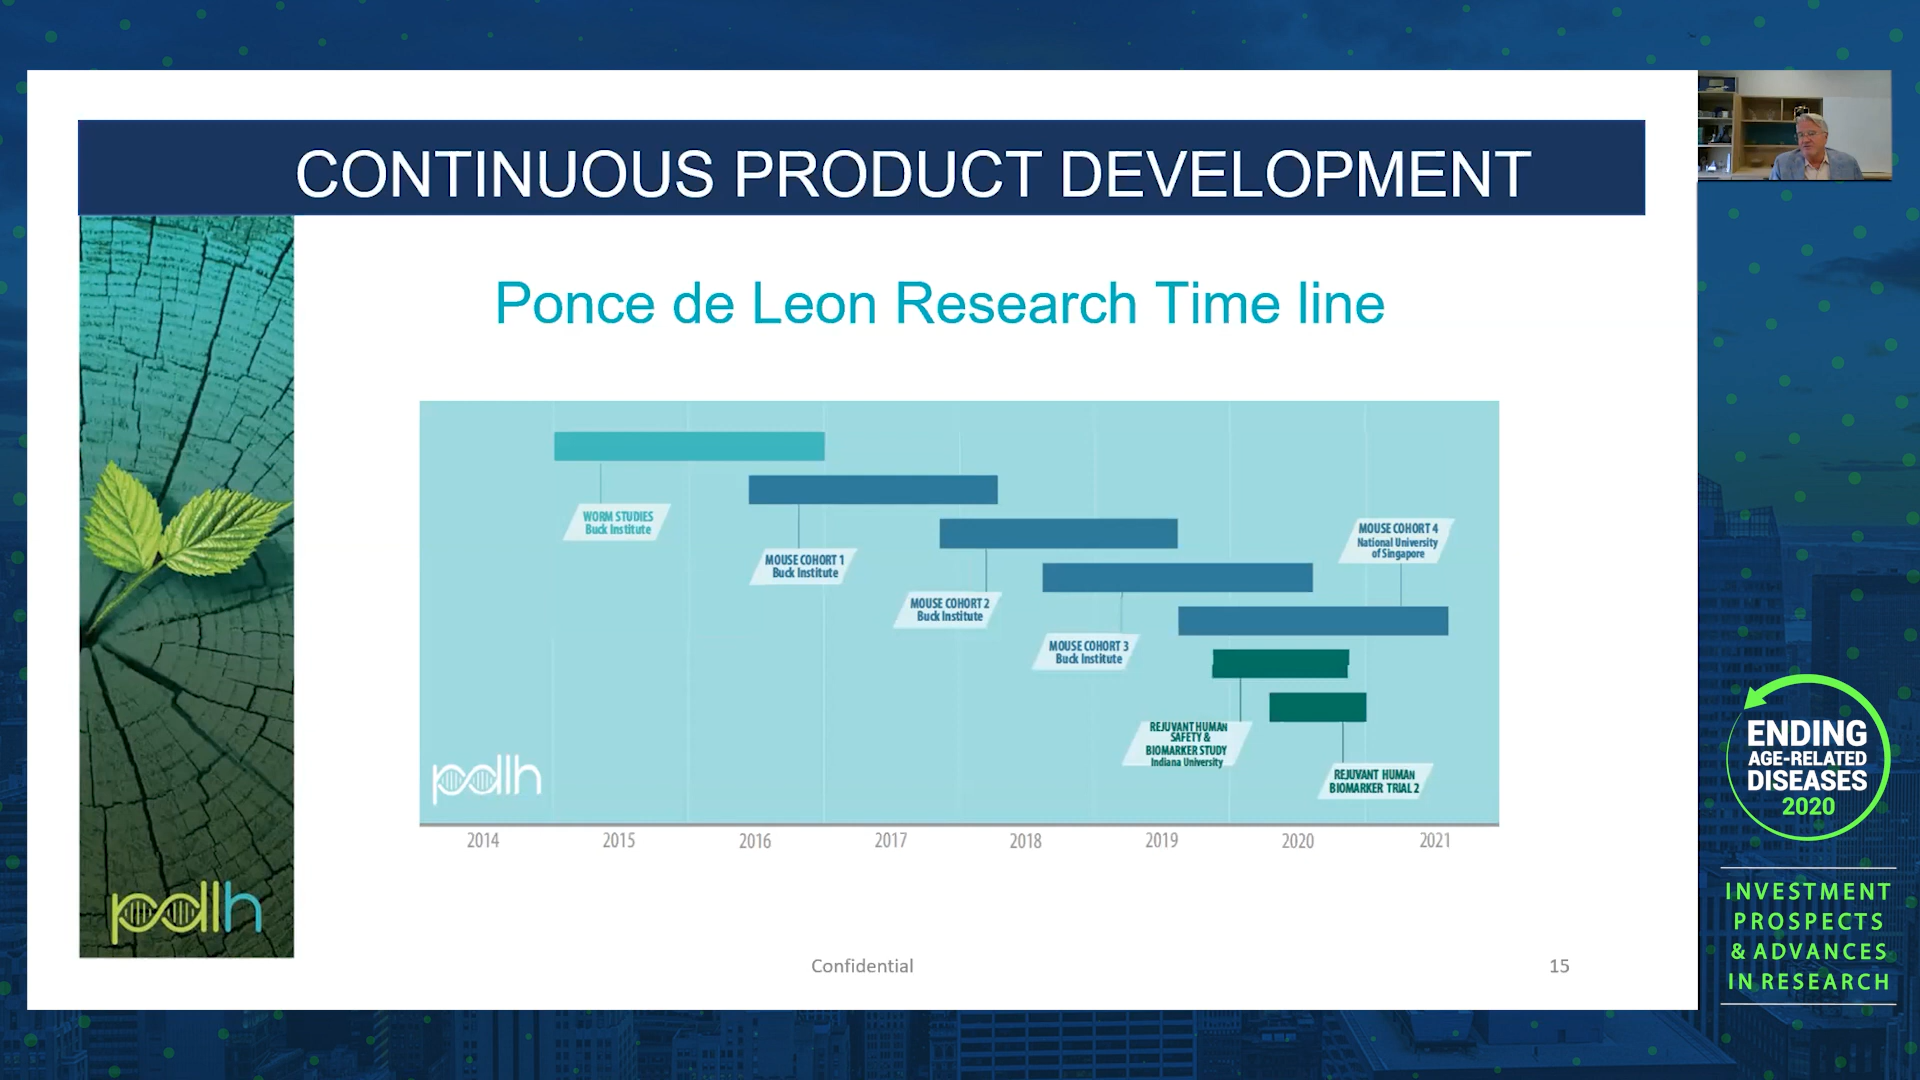 CONTINUOUS PRODUCT DEVELOPMENT
Ponce de Leon Research Time line
WORM STUDIES
Buck Institute
MOUSE COHORT 1
Buck Institute
MOUSE COHORT 2
Buck Institute
MOUSE COHORT 3
Buck Institute
MOUSE COHORT 4
National University
of Singapore
REJUVANT HUMAN
SAFETY &
BIOMARKER STUDY
Indiana University
REJUVANT HUMAN
BIOMARKER TRIAL 2
pdlh
2014 2015 2016 2017 2018 2019 2020 2021
pdlh
Confidential
15
ENDING
AGE-RELATED
DISEASES
2020
INVESTMENT
PROSPECTS
& ADVANCES
IN RESEARCH